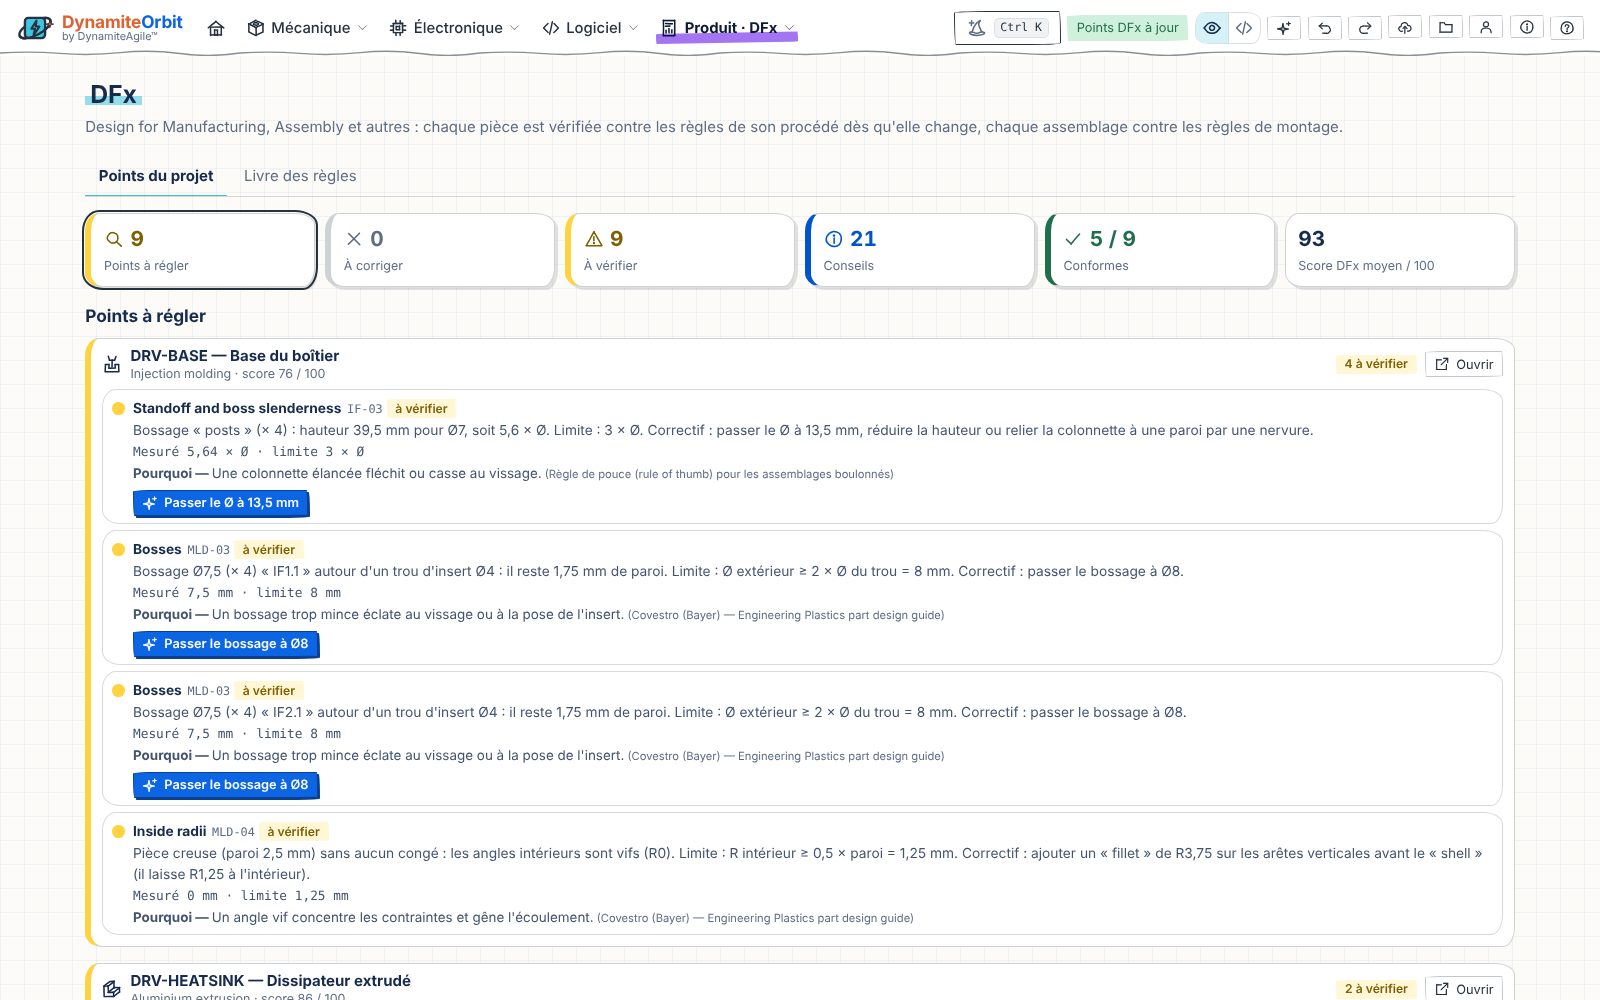 DynamiteOrbit
by DynamiteAgile™
Mécanique
Électronique
Logiciel
Produit · DFx
Ctrl K
Points DFx à jour
DFx
Design for Manufacturing, Assembly et autres : chaque pièce est vérifiée contre les règles de son procédé dès qu'elle change, chaque assemblage contre les règles de montage.
Points du projet
Livre des règles
9
Points à régler
0
À corriger
9
À vérifier
21
Conseils
5 / 9
Conformes
93
Score DFx moyen / 100
Points à régler
DRV-BASE — Base du boîtier
Injection molding · score 76 / 100
4 à vérifier
Ouvrir
Standoff and boss slenderness IF-03 à vérifier
Bossage « posts » (× 4) : hauteur 39,5 mm pour Ø7, soit 5,6 × Ø. Limite : 3 × Ø. Correctif : passer le Ø à 13,5 mm, réduire la hauteur ou relier la colonnette à une paroi par une nervure.
Mesuré 5,64 × Ø · limite 3 × Ø
Pourquoi — Une colonnette élancée fléchit ou casse au vissage. (Règle de pouce (rule of thumb) pour les assemblages boulonnés)
Passer le Ø à 13,5 mm
Bosses MLD-03 à vérifier
Bossage Ø7,5 (× 4) « IF1.1 » autour d'un trou d'insert Ø4 : il reste 1,75 mm de paroi. Limite : Ø extérieur ≥ 2 × Ø du trou = 8 mm. Correctif : passer le bossage à Ø8.
Mesuré 7,5 mm · limite 8 mm
Pourquoi — Un bossage trop mince éclate au vissage ou à la pose de l'insert. (Covestro (Bayer) — Engineering Plastics part design guide)
Passer le bossage à Ø8
Bosses MLD-03 à vérifier
Bossage Ø7,5 (× 4) « IF2.1 » autour d'un trou d'insert Ø4 : il reste 1,75 mm de paroi. Limite : Ø extérieur ≥ 2 × Ø du trou = 8 mm. Correctif : passer le bossage à Ø8.
Mesuré 7,5 mm · limite 8 mm
Pourquoi — Un bossage trop mince éclate au vissage ou à la pose de l'insert. (Covestro (Bayer) — Engineering Plastics part design guide)
Passer le bossage à Ø8
Inside radii MLD-04 à vérifier
Pièce creuse (paroi 2,5 mm) sans aucun congé : les angles intérieurs sont vifs (R0). Limite : R intérieur ≥ 0,5 × paroi = 1,25 mm. Correctif : ajouter un « fillet » de R3,75 sur les arêtes verticales avant le « shell »
(il laisse R1,25 à l'intérieur).
Mesuré 0 mm · limite 1,25 mm
Pourquoi — Un angle vif concentre les contraintes et gêne l'écoulement. (Covestro (Bayer) — Engineering Plastics part design guide)
DRV-HEATSINK — Dissipateur extrudé
Aluminium extrusion · score 86 / 100
2 à vérifier
Ouvrir